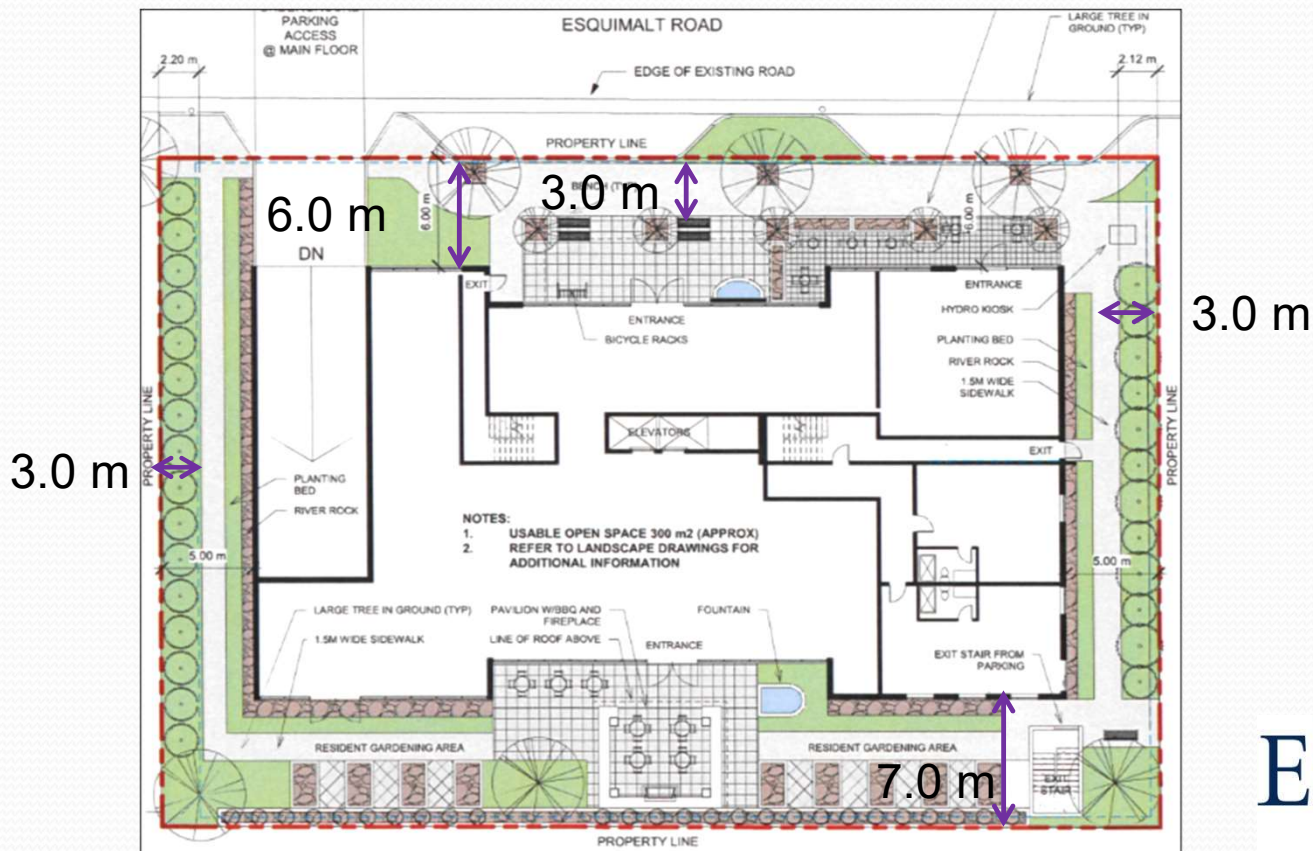 PARKING
ACCESS
@ MAIN FLOOR
ESQUIMALT ROAD
LARGE TREE IN
GROUND (TYP)
2.20 m
2.12 m
EDGE OF EXISTING ROAD
PROPERTY LINE
6.0 m
3.0 m
6.00 m
6.00 m
DN
EXIT
ENTRANCE
ENTRANCE
HYDRO KIOSK
3.0 m
BICYCLE RACKS
PLANTING BED
RIVER ROCK
1.5M WIDE
SIDEWALK
PROPERTY LINE
PROPERTY LINE
ELEVATORS
EXIT
3.0 m
PLANTING
BED
RIVER ROCK
NOTES:
1. USABLE OPEN SPACE 300 m2 (APPROX)
2. REFER TO LANDSCAPE DRAWINGS FOR
ADDITIONAL INFORMATION
5.00 m
5.00 m
LARGE TREE IN GROUND (TYP)
PAVILION W/BBQ AND
FIREPLACE
FOUNTAIN
1.5M WIDE SIDEWALK
LINE OF ROOF ABOVE
ENTRANCE
EXIT STAIR FROM
PARKING
RESIDENT GARDENING AREA
RESIDENT GARDENING AREA
7.0 m
EXIT
STAIR
E
PROPERTY LINE